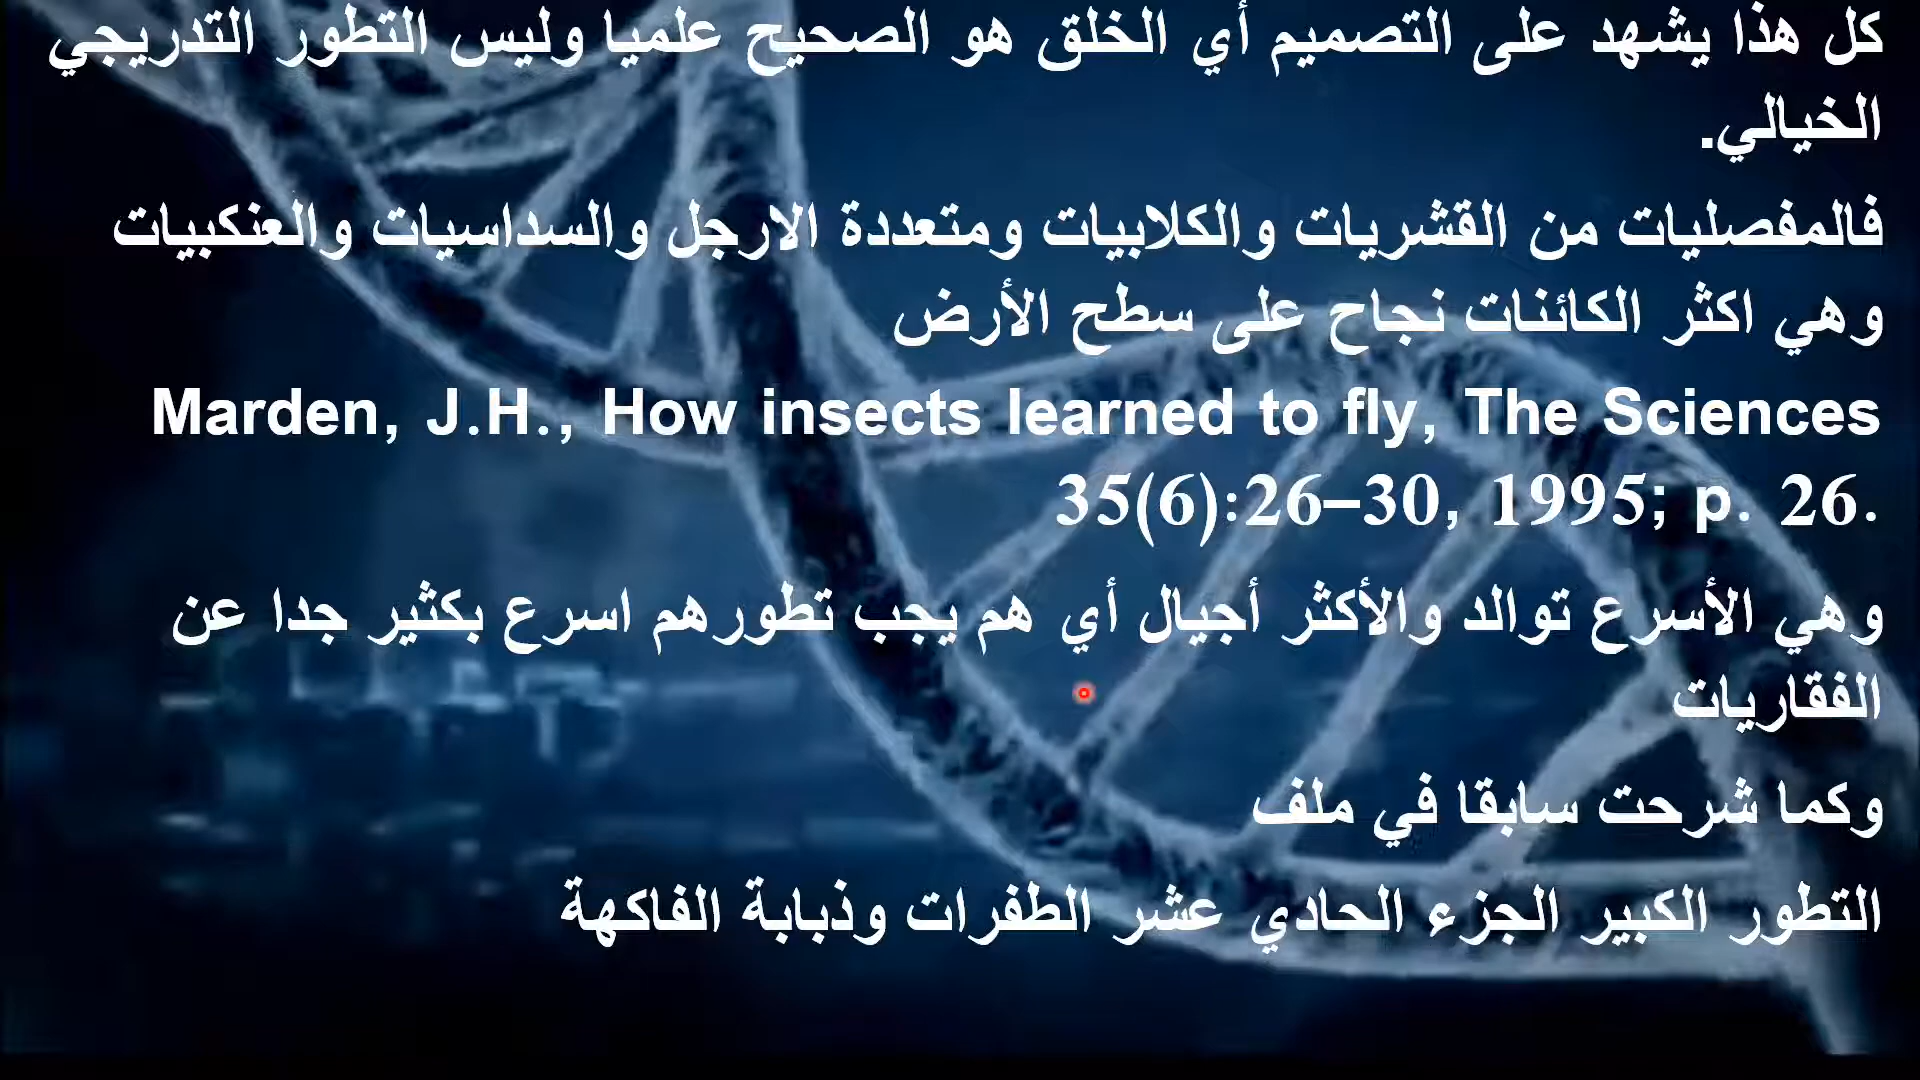 كل هذا يشهد على التصميم أي الخلق هو الصحيح علميا وليس التطور التدريجي
الخيالي.
فالمفصليات من القشريات والكلابيات ومتعددة الارجل والسداسيات والعنكبيات
وهي اكثر الكائنات نجاح على سطح الأرض
Marden, J.H., How insects learned to fly, The Sciences
35(6):26–30, 1995; p. 26.
وهي الأسرع توالد والأكثر أجيال أي هم يجب تطورهم اسرع بكثير جدا عن
الفقاريات
وكما شرحت سابقا في ملف
التطور الكبير الجزء الحادي عشر الطفرات وذبابة الفاكهة